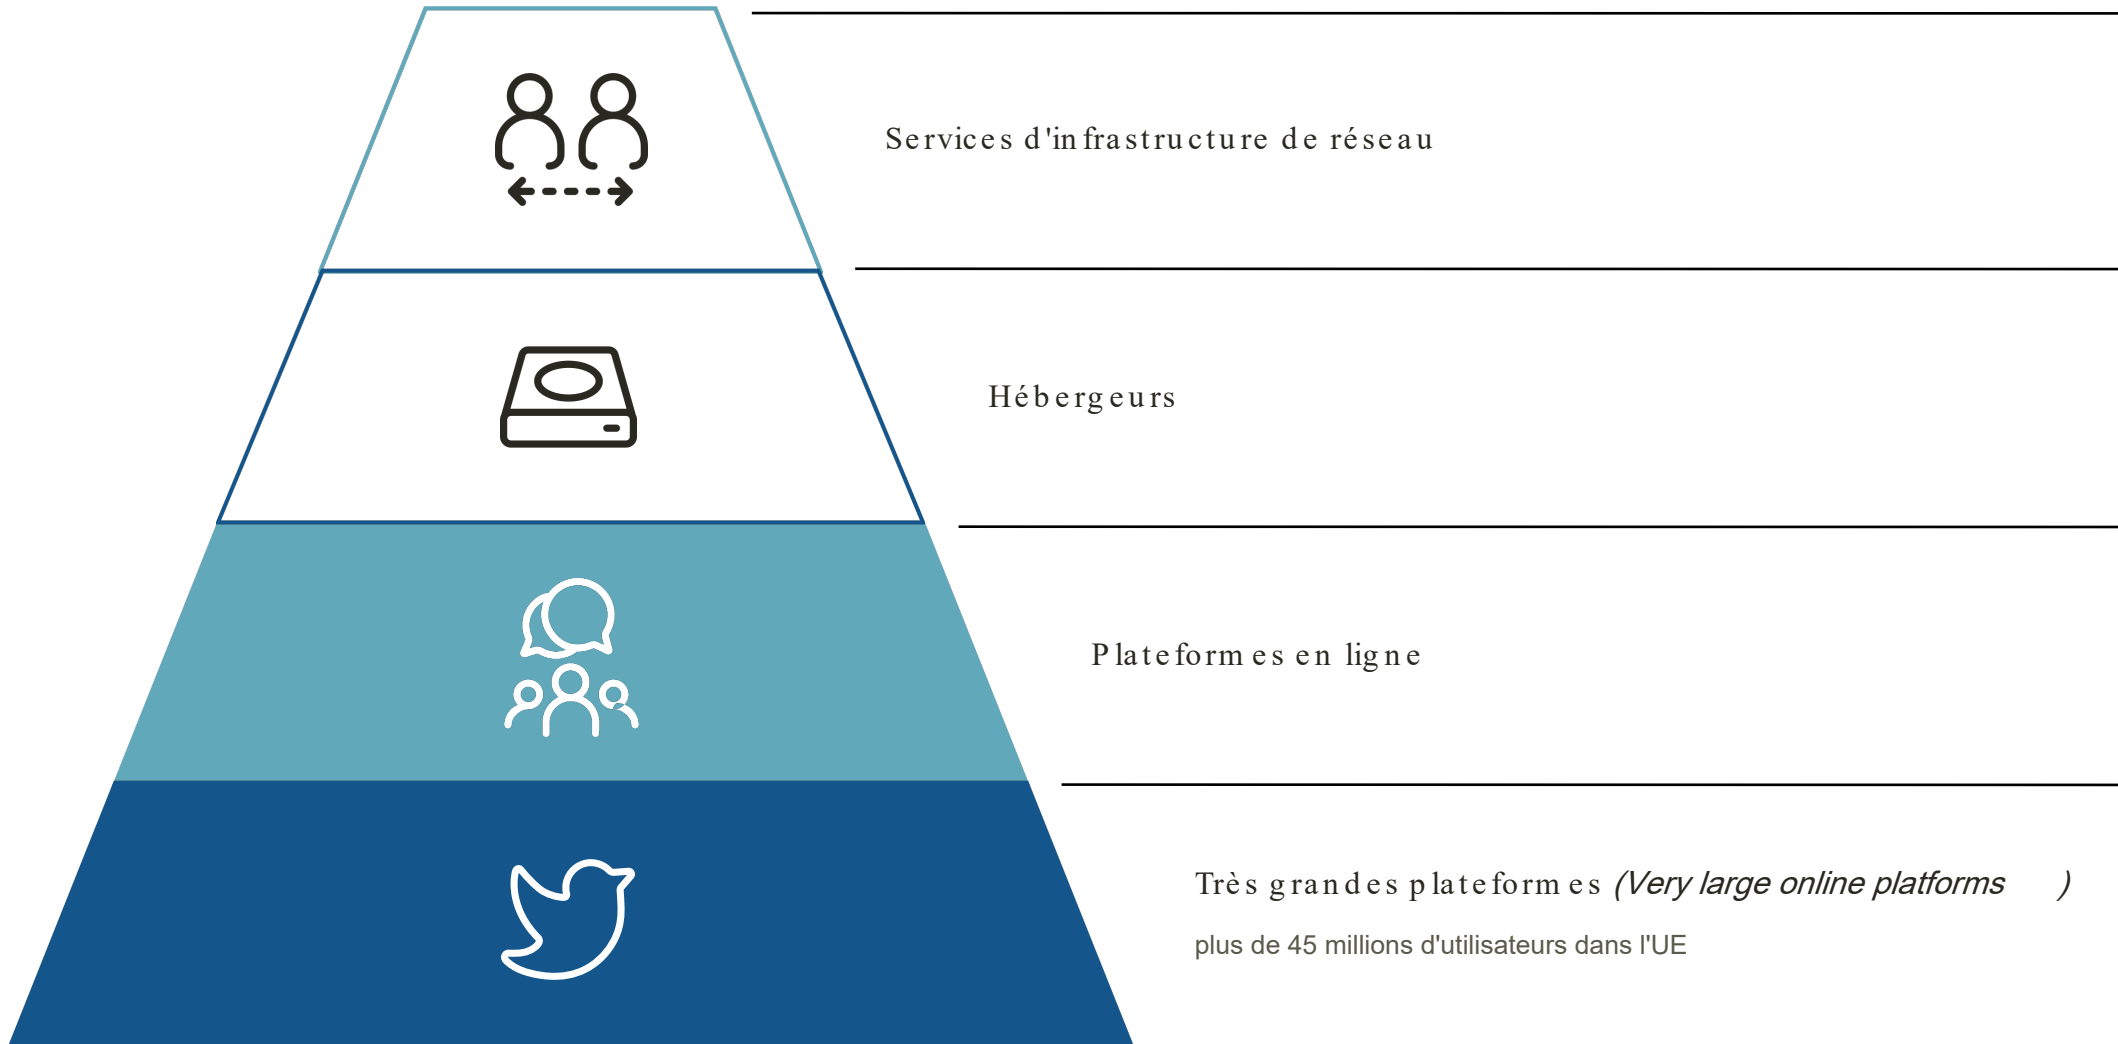 Services d'infrastructure de réseau
Hébergeurs
Plateformes en ligne
Très grandes plateformes (Very large online platforms )
plus de 45 millions d'utilisateurs dans l'UE